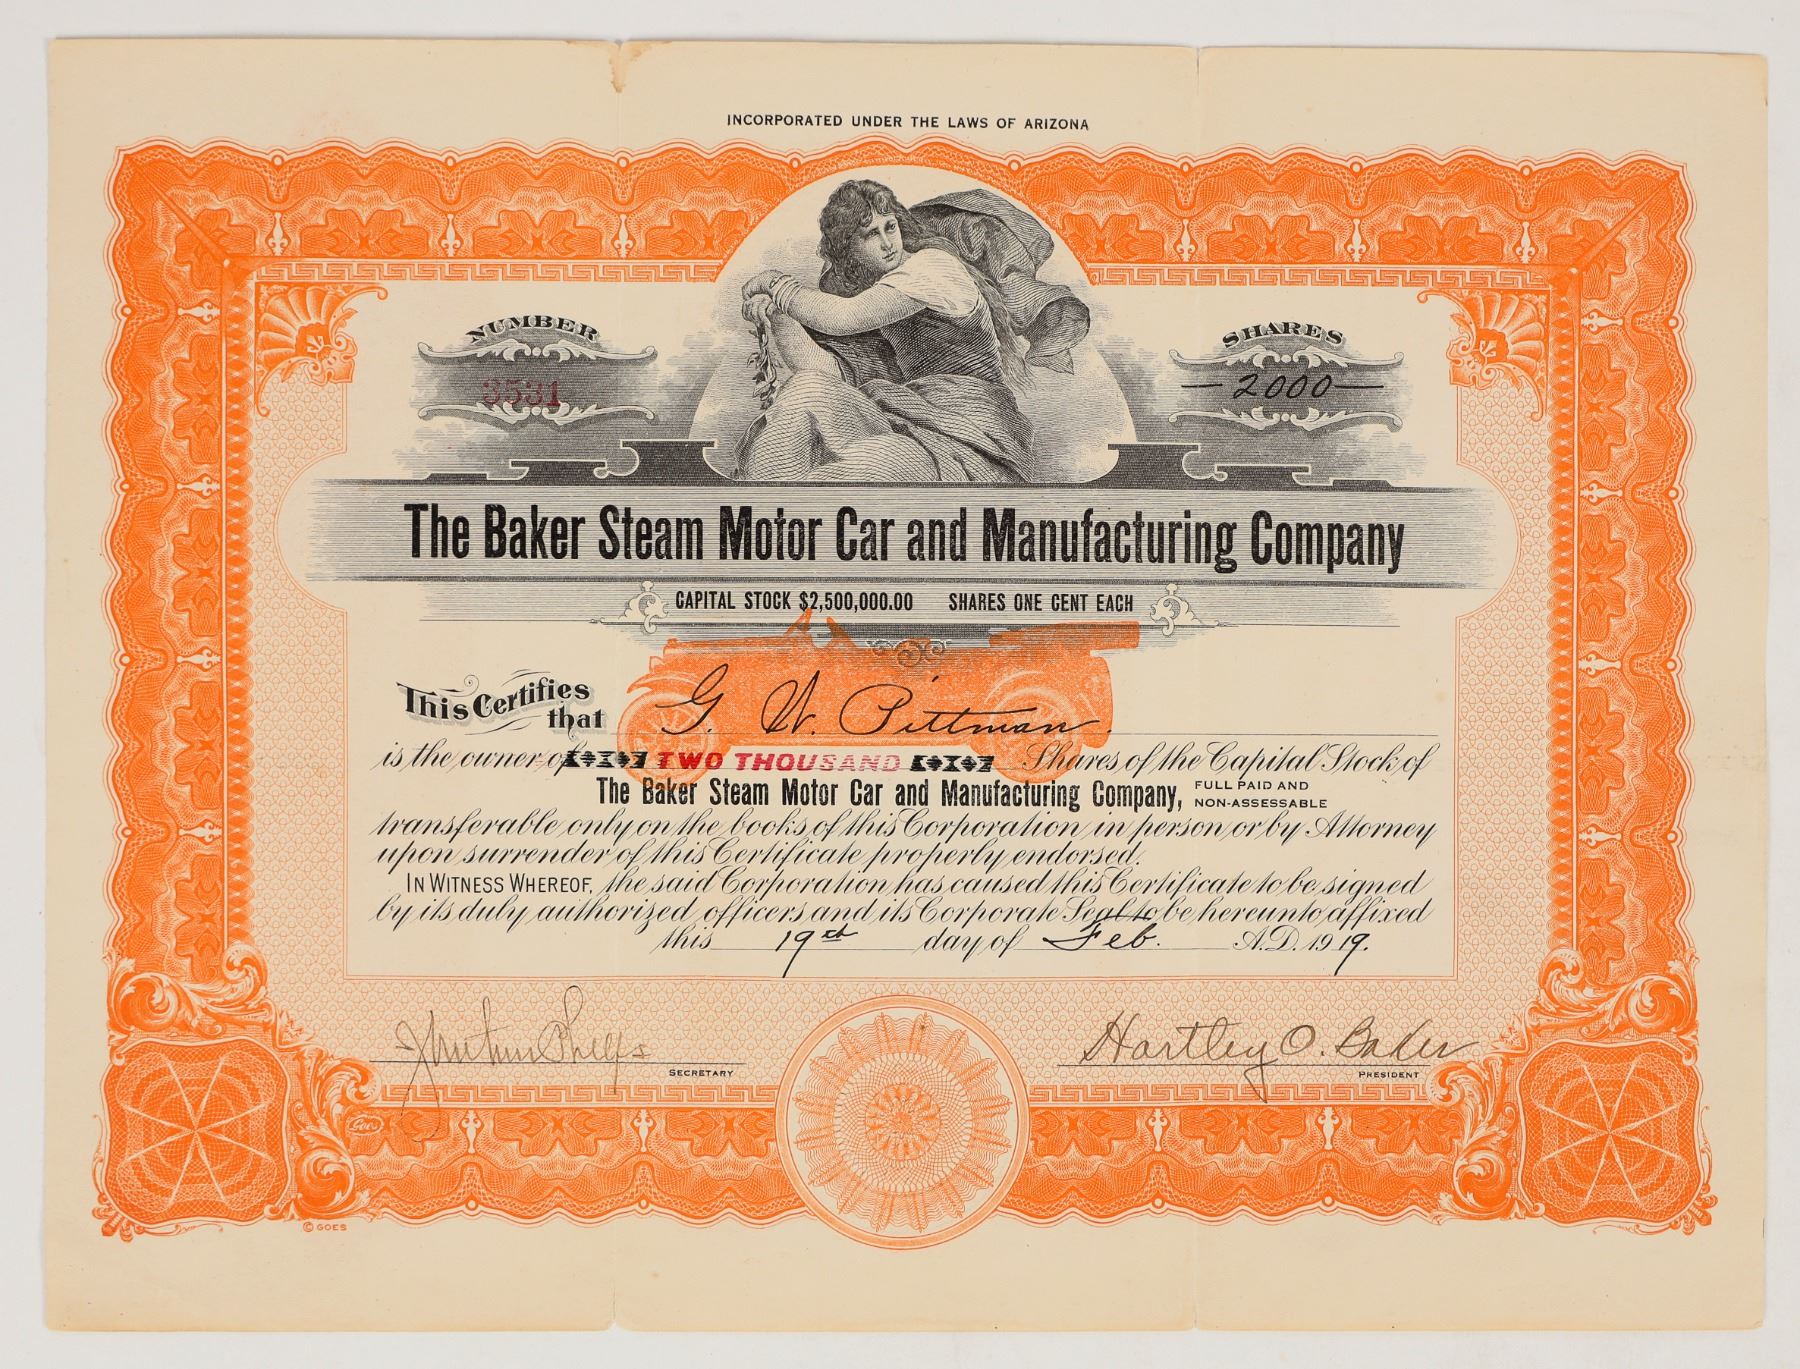 INCORPORATED UNDER THE LAWS OF ARIZONA
NUMBER
3531
SHARES
2000
The Baker Steam Motor Car and Manufacturing Company
CAPITAL STOCK $2,500,000.00 SHARES ONE CENT EACH
This Certifies that G. W. Pittman.
is the owner of TWO THOUSAND Shares of the Capital Stock of
The Baker Steam Motor Car and Manufacturing Company, FULL PAID AND NON-ASSESSABLE
transferable only on the books of this Corporation in person or by Attorney
upon surrender of this Certificate properly endorsed.
IN WITNESS WHEREOF, the said Corporation has caused this Certificate to be signed
by its duly authorized officers and its Corporate Seal to be hereunto affixed
this 19th day of Feb. A.D. 1919.
Phelps
SECRETARY
Hartley O. Baker
PRESIDENT
Goes
© GOES